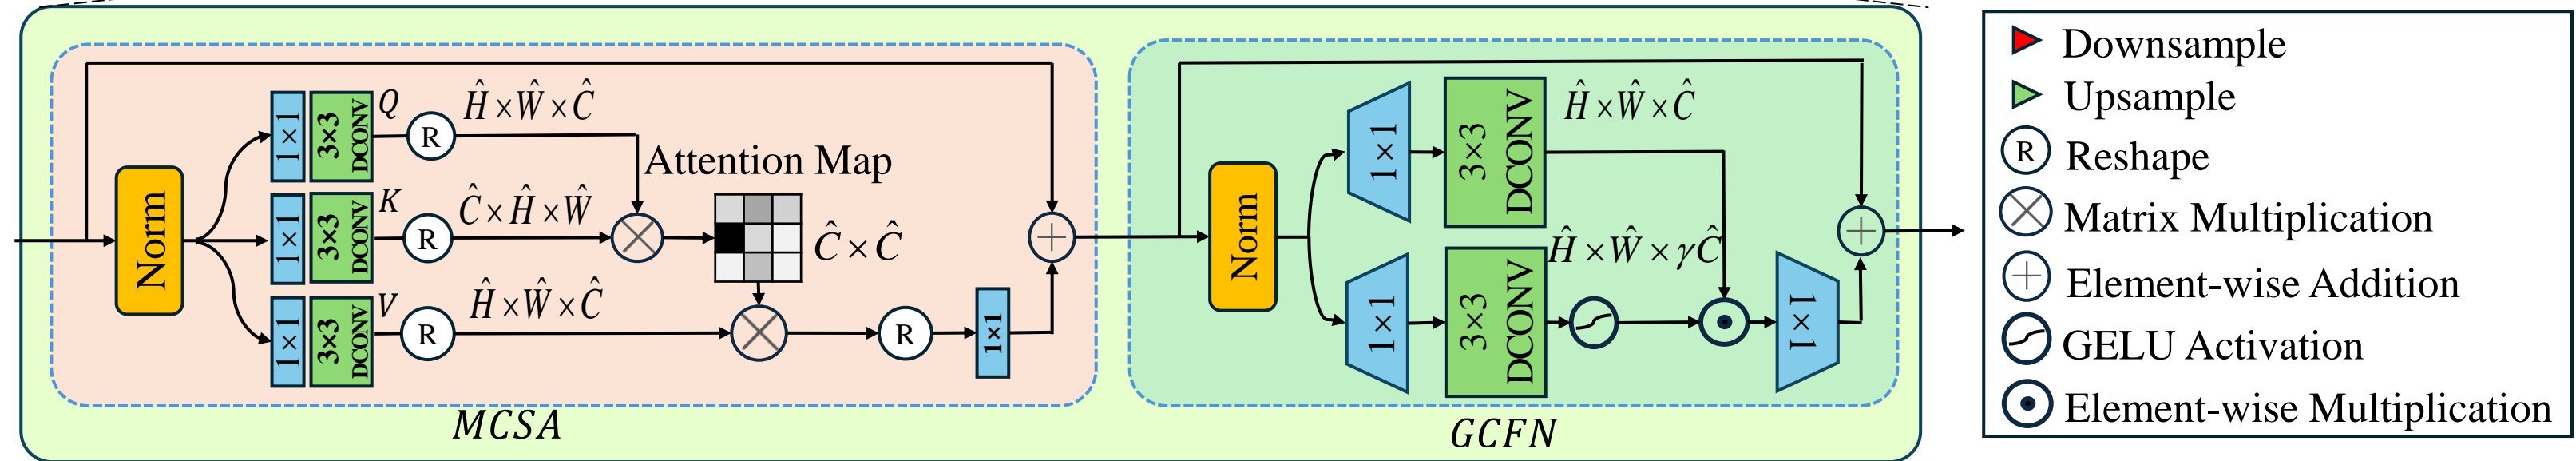 Norm
1×1
3×3
DCONV
Q
R
Ĥ×Ŵ×Ĉ
1×1
3×3
DCONV
K
R
Ĉ×Ĥ×Ŵ
Attention Map
Ĉ×Ĉ
1×1
3×3
DCONV
V
R
Ĥ×Ŵ×Ĉ
R
1×1
MCSA
Norm
1×1
3×3
DCONV
Ĥ×Ŵ×Ĉ
1×1
3×3
DCONV
Ĥ×Ŵ×γĈ
1×1
GCFN
Downsample
Upsample
R Reshape
Matrix Multiplication
Element-wise Addition
GELU Activation
Element-wise Multiplication